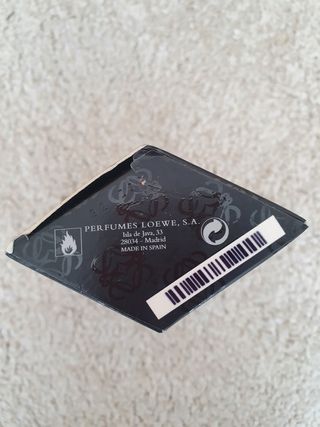 PERFUMES LOEWE, S.A.
Isla de Java, 33
28034 - Madrid
MADE IN SPAIN